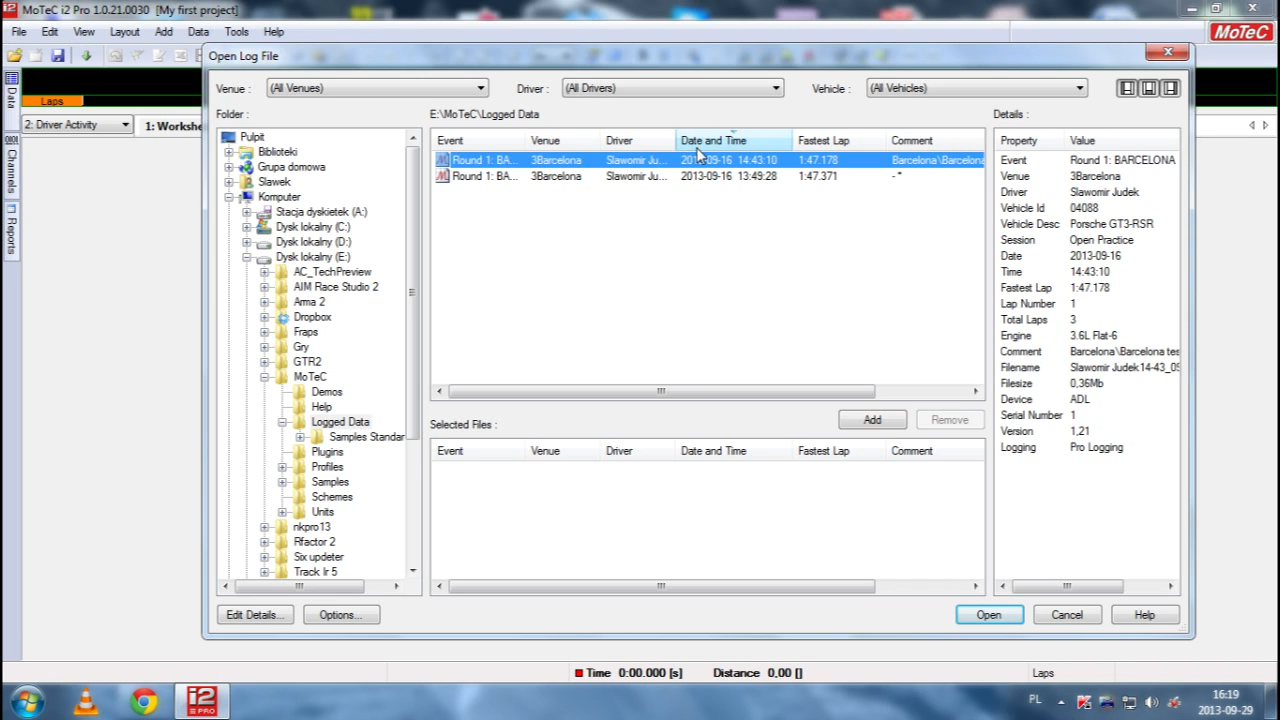 MoTeC i2 Pro 1.0.21.0030 [My first project]
File Edit View Layout Add Data Tools Help
MoTeC
Open Log File
Venue : (All Venues) Driver : (All Drivers) Vehicle : (All Vehicles)
Laps
2: Driver Activity 1: Workshe
Data
Channels
Reports
Folder :
Pulpit
Biblioteki
Grupa domowa
Slawek
Komputer
Stacja dyskietek (A:)
Dysk lokalny (C:)
Dysk lokalny (D:)
Dysk lokalny (E:)
AC_TechPreview
AIM Race Studio 2
Arma 2
Dropbox
Fraps
Gry
GTR2
MoTeC
Demos
Help
Logged Data
Samples Standar
Plugins
Profiles
Samples
Schemes
Units
nkpro13
Rfactor 2
Six updeter
Track Ir 5
E:\MoTeC\Logged Data
Event Venue Driver Date and Time Fastest Lap Comment
Round 1: BA... 3Barcelona Slawomir Ju... 2013-09-16 14:43:10 1:47.178 Barcelona\Barcelona
Round 1: BA... 3Barcelona Slawomir Ju... 2013-09-16 13:49:28 1:47.371 - *
Add Remove
Selected Files :
Event Venue Driver Date and Time Fastest Lap Comment
Details :
Property Value
Event Round 1: BARCELONA
Venue 3Barcelona
Driver Slawomir Judek
Vehicle Id 04088
Vehicle Desc Porsche GT3-RSR
Session Open Practice
Date 2013-09-16
Time 14:43:10
Fastest Lap 1:47.178
Lap Number 1
Total Laps 3
Engine 3.6L Flat-6
Comment Barcelona\Barcelona tes
Filename Slawomir Judek14-43_05
Filesize 0,36Mb
Device ADL
Serial Number 1
Version 1,21
Logging Pro Logging
Edit Details... Options... Open Cancel Help
Time 0:00.000 [s] Distance 0,00 [] Laps
i2 PRO
PL 16:19
2013-09-29